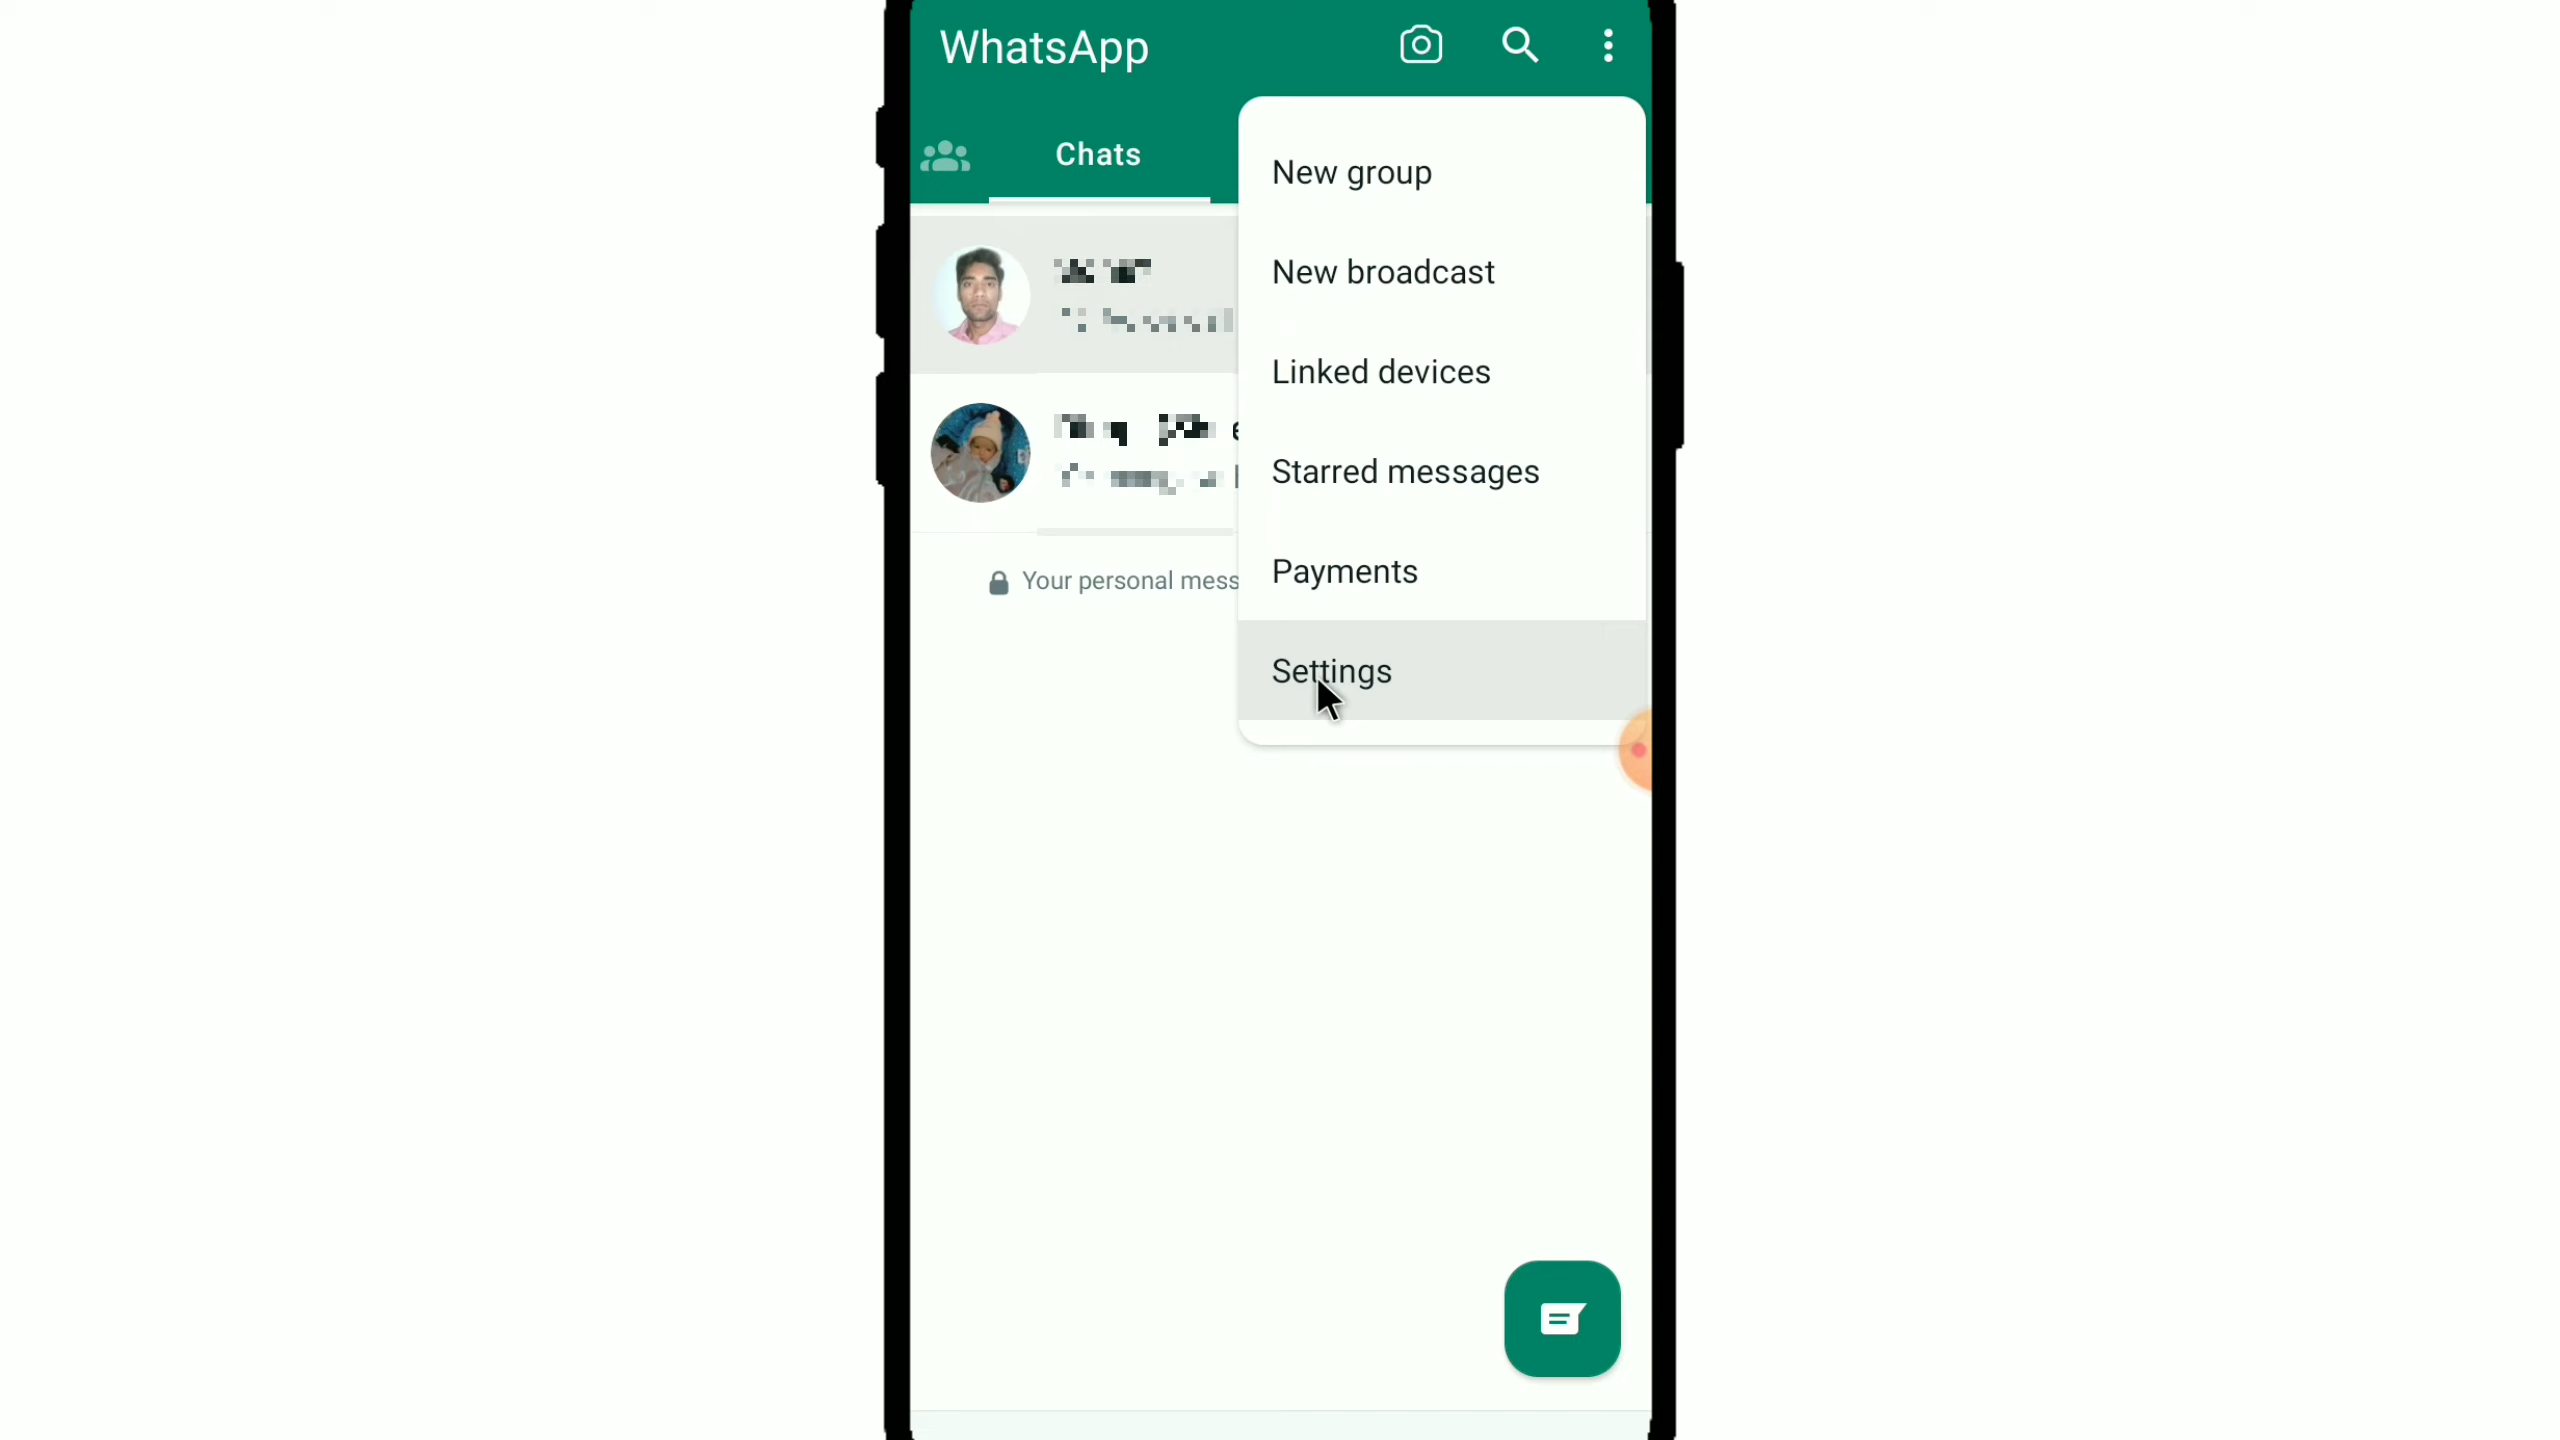 WhatsApp
Chats
New group
New broadcast
Linked devices
Starred messages
Payments
Settings
Your personal mess